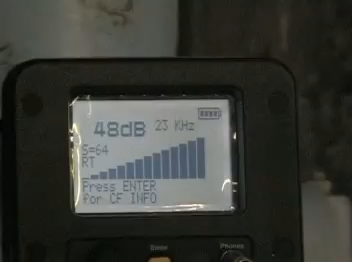 48dB 23 KHz
S=64
RT
Press ENTER
for CF INFO
Phones